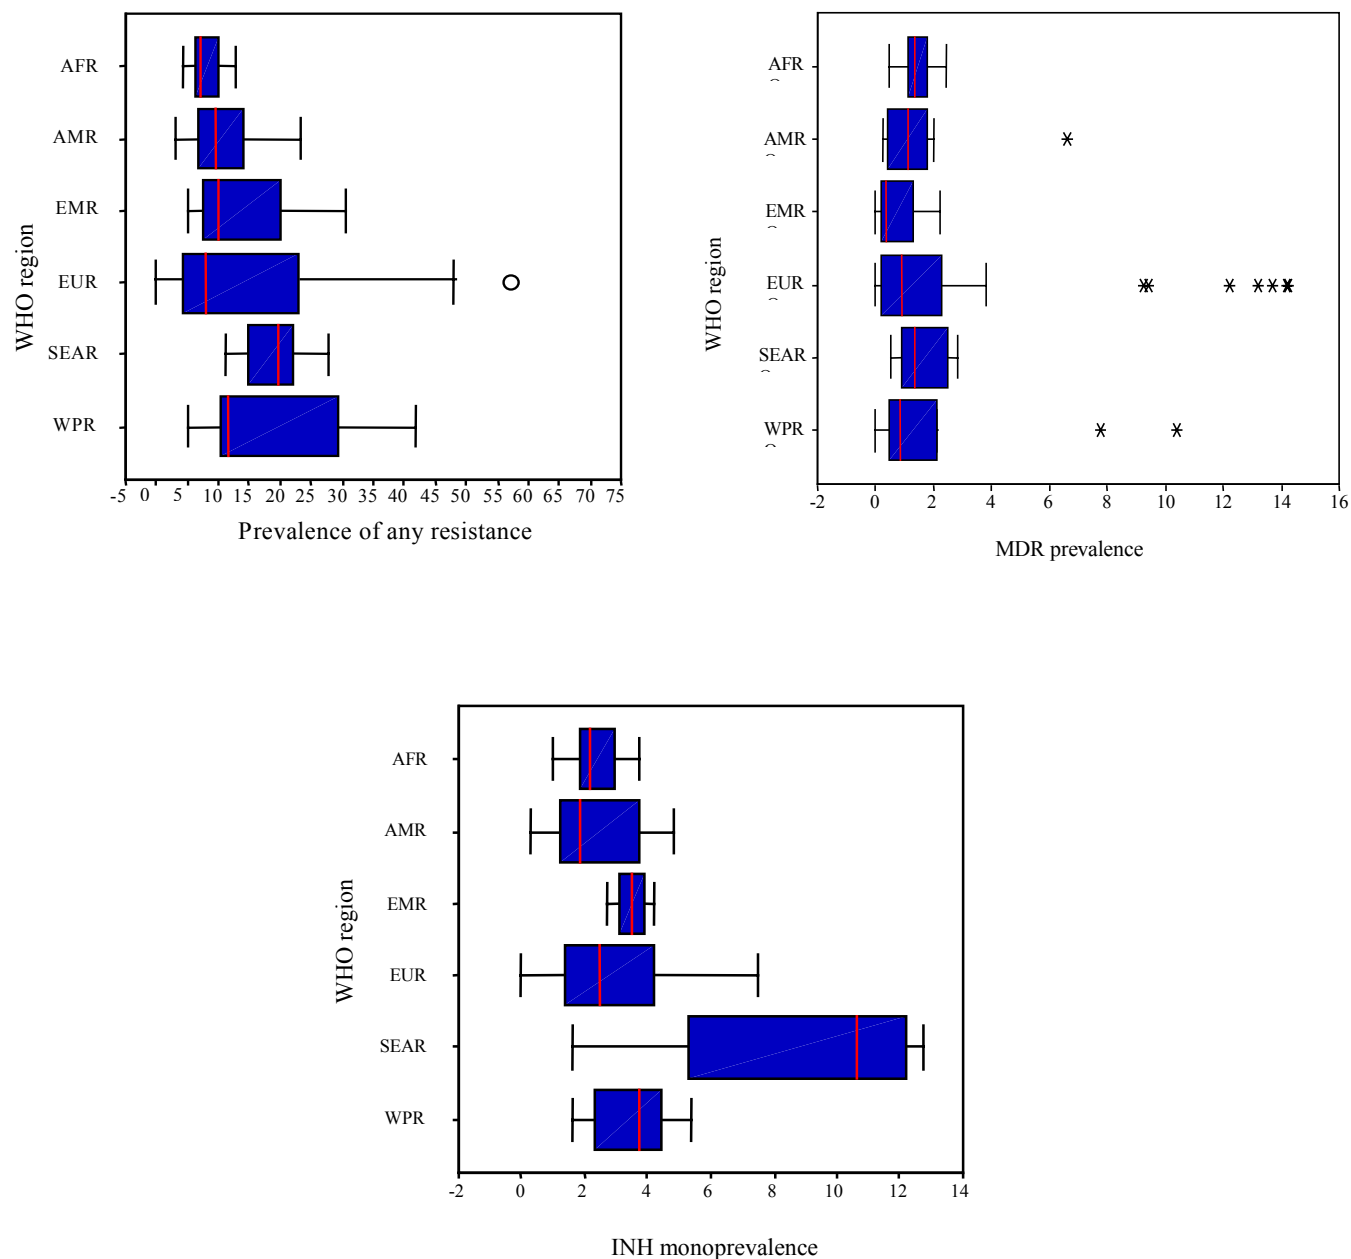 AFR
AMR
EMR
EUR
SEAR
WPR
WHO region
-5 0 5 10 15 20 25 30 35 40 45 50 55 60 65 70 75
Prevalence of any resistance
AFR
AMR
EMR
EUR
SEAR
WPR
WHO region
-2 0 2 4 6 8 10 12 14 16
MDR prevalence
AFR
AMR
EMR
EUR
SEAR
WPR
WHO region
-2 0 2 4 6 8 10 12 14
INH monoprevalence